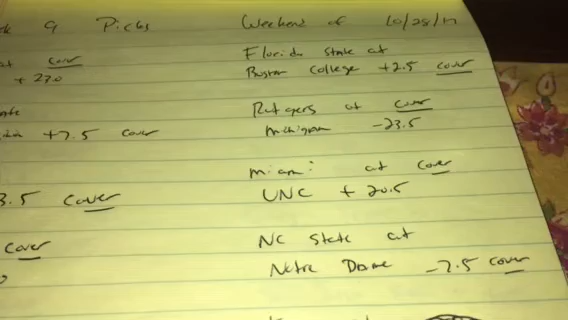 9 Picks
Weekend of 10/28/17
cover
+ 270
Florida State at
Boston College +2.5 cover
+7.5 cover
Rutgers at cover
Michigan -23.5
3.5 cover
Miami at cover
UNC + 20.5
cover
NC State at
Notre Dame -7.5 cover